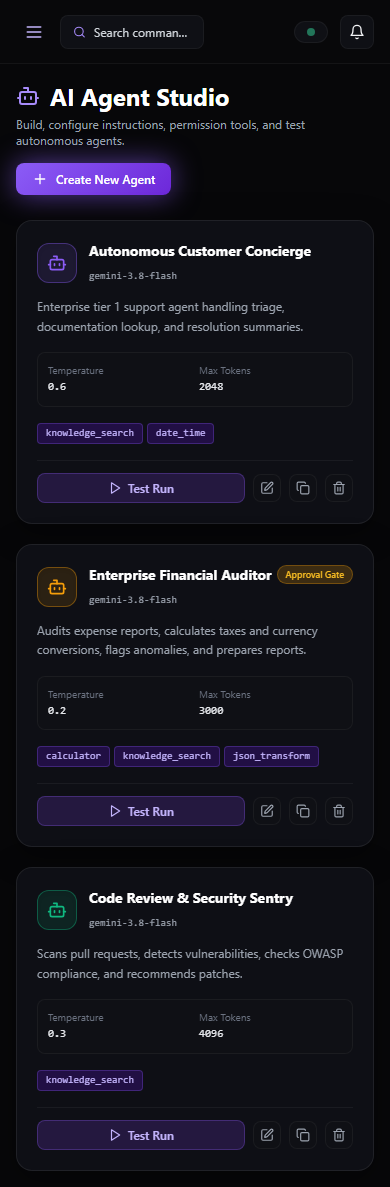 Search comman...
AI Agent Studio
Build, configure instructions, permission tools, and test
autonomous agents.
Create New Agent
Autonomous Customer Concierge
gemini-3.8-flash
Enterprise tier 1 support agent handling triage,
documentation lookup, and resolution summaries.
Temperature Max Tokens
0.6 2048
knowledge_search date_time
Test Run
Enterprise Financial Auditor Approval Gate
gemini-3.8-flash
Audits expense reports, calculates taxes and currency
conversions, flags anomalies, and prepares reports.
Temperature Max Tokens
0.2 3000
calculator knowledge_search json_transform
Test Run
Code Review & Security Sentry
gemini-3.8-flash
Scans pull requests, detects vulnerabilities, checks OWASP
compliance, and recommends patches.
Temperature Max Tokens
0.3 4096
knowledge_search
Test Run